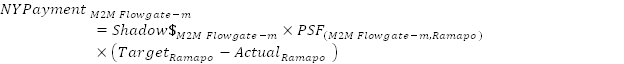 NYPayment M2M Flowgate−m
= Shadow$M2M Flowgate−m × PSF(M2M Flowgate−m,Ramapo)
× (TargetRamapo − ActualRamapo )